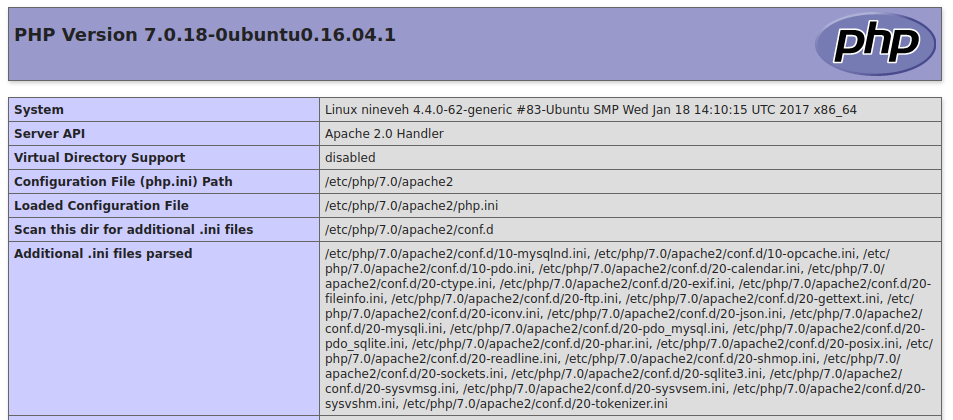 PHP Version 7.0.18-0ubuntu0.16.04.1
php
System Linux nineveh 4.4.0-62-generic #83-Ubuntu SMP Wed Jan 18 14:10:15 UTC 2017 x86_64
Server API Apache 2.0 Handler
Virtual Directory Support disabled
Configuration File (php.ini) Path /etc/php/7.0/apache2
Loaded Configuration File /etc/php/7.0/apache2/php.ini
Scan this dir for additional .ini files /etc/php/7.0/apache2/conf.d
Additional .ini files parsed /etc/php/7.0/apache2/conf.d/10-mysqlnd.ini, /etc/php/7.0/apache2/conf.d/10-opcache.ini, /etc/
php/7.0/apache2/conf.d/10-pdo.ini, /etc/php/7.0/apache2/conf.d/20-calendar.ini, /etc/php/7.0/
apache2/conf.d/20-ctype.ini, /etc/php/7.0/apache2/conf.d/20-exif.ini, /etc/php/7.0/apache2/conf.d/20-
fileinfo.ini, /etc/php/7.0/apache2/conf.d/20-ftp.ini, /etc/php/7.0/apache2/conf.d/20-gettext.ini, /etc/
php/7.0/apache2/conf.d/20-iconv.ini, /etc/php/7.0/apache2/conf.d/20-json.ini, /etc/php/7.0/apache2/
conf.d/20-mysqli.ini, /etc/php/7.0/apache2/conf.d/20-pdo_mysql.ini, /etc/php/7.0/apache2/conf.d/20-
pdo_sqlite.ini, /etc/php/7.0/apache2/conf.d/20-phar.ini, /etc/php/7.0/apache2/conf.d/20-posix.ini, /etc/
php/7.0/apache2/conf.d/20-readline.ini, /etc/php/7.0/apache2/conf.d/20-shmop.ini, /etc/php/7.0/
apache2/conf.d/20-sockets.ini, /etc/php/7.0/apache2/conf.d/20-sqlite3.ini, /etc/php/7.0/apache2/
conf.d/20-sysvmsg.ini, /etc/php/7.0/apache2/conf.d/20-sysvsem.ini, /etc/php/7.0/apache2/conf.d/20-
sysvshm.ini, /etc/php/7.0/apache2/conf.d/20-tokenizer.ini